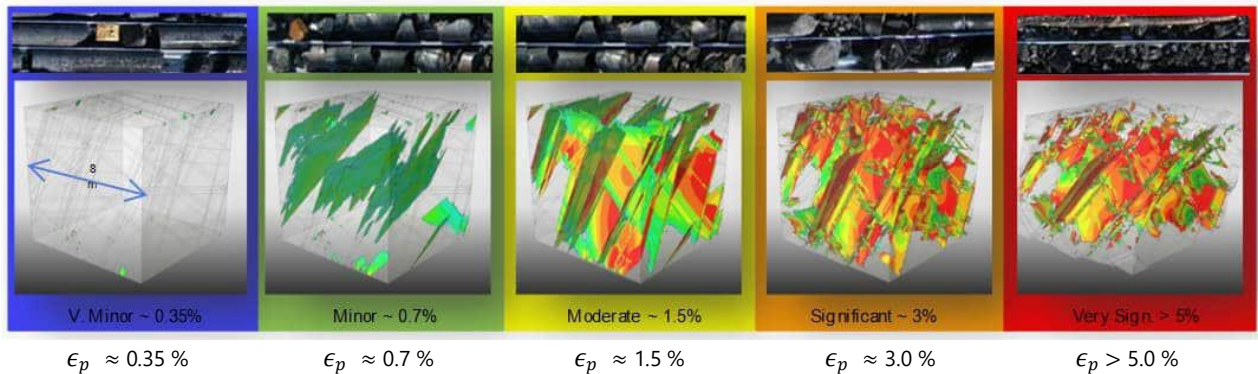 8
m
V. Minor ~ 0.35%
Minor ~ 0.7%
Moderate ~ 1.5%
Significant ~ 3%
Very Sign. > 5%
ϵₚ ≈ 0.35 %
ϵₚ ≈ 0.7 %
ϵₚ ≈ 1.5 %
ϵₚ ≈ 3.0 %
ϵₚ > 5.0 %